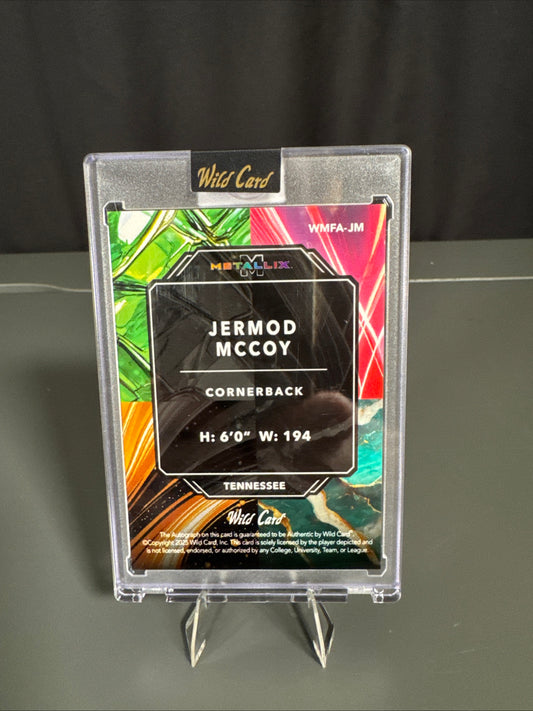 Wild Card
WMFA-JM
M
METALLIX
JERMOD
MCCOY
CORNERBACK
H: 6'0" W: 194
TENNESSEE
Wild Card
The Autograph on this card is guaranteed to be Authentic by Wild Card™.
©Copyright 2025 Wild Card, Inc. This card is solely licensed by the player depicted and
is not licensed, endorsed, or authorized by any College, University, Team, or League.